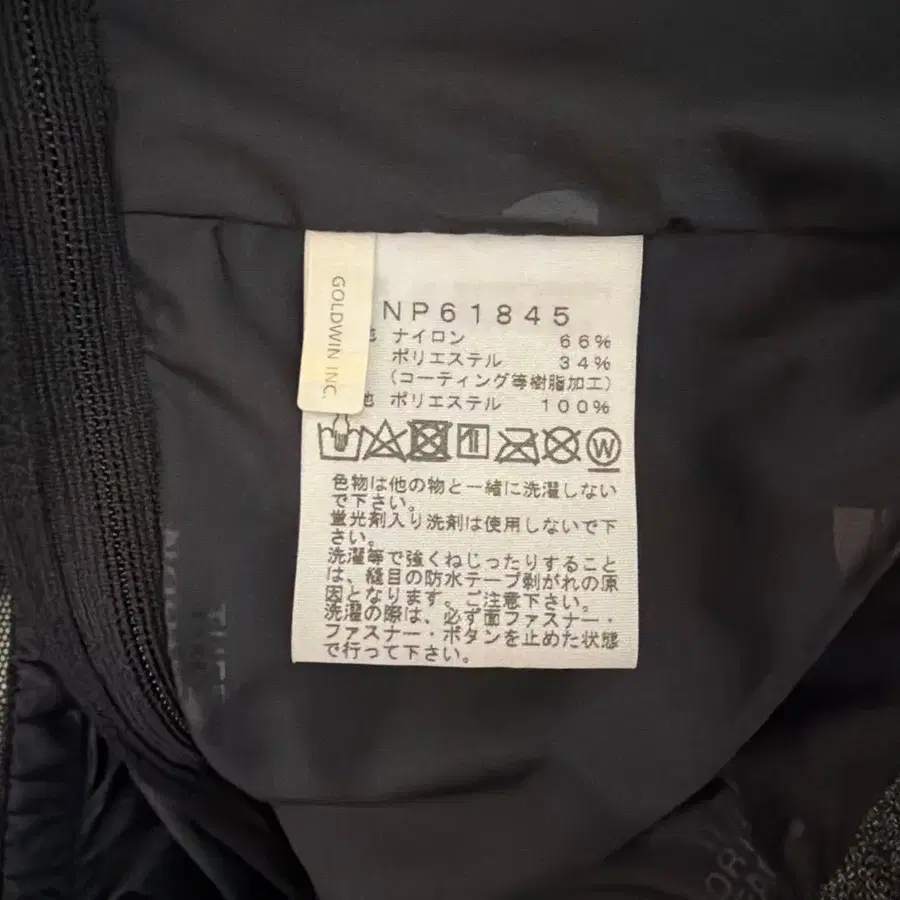 GOLDWIN INC.
NP61845
地 ナイロン 66%
ポリエステル 34%
(コーティング等樹脂加工)
地 ポリエステル 100%
W
色物は他の物と一緒に洗濯しない
で下さい。
蛍光剤入り洗剤は使用しないで下
さい。
洗濯等で強くねじったりすること
は、縫目の防水テープ剥がれの原
因となります。ご注意下さい。
洗濯の際は、必ず面ファスナー・
ファスナー・ボタンを止めた状態
で行って下さい。